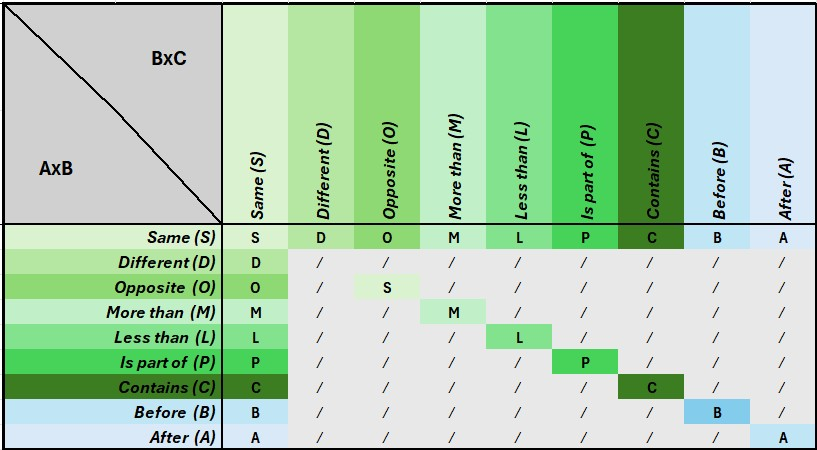 BxC
AxB
Same (S)
Different (D)
Opposite (O)
More than (M)
Less than (L)
Is part of (P)
Contains (C)
Before (B)
After (A)
Same (S) S D O M L P C B A
Different (D) D / / / / / / / /
Opposite (O) O / S / / / / / /
More than (M) M / / M / / / / /
Less than (L) L / / / L / / / /
Is part of (P) P / / / / P / / /
Contains (C) C / / / / / C / /
Before (B) B / / / / / / B /
After (A) A / / / / / / / A